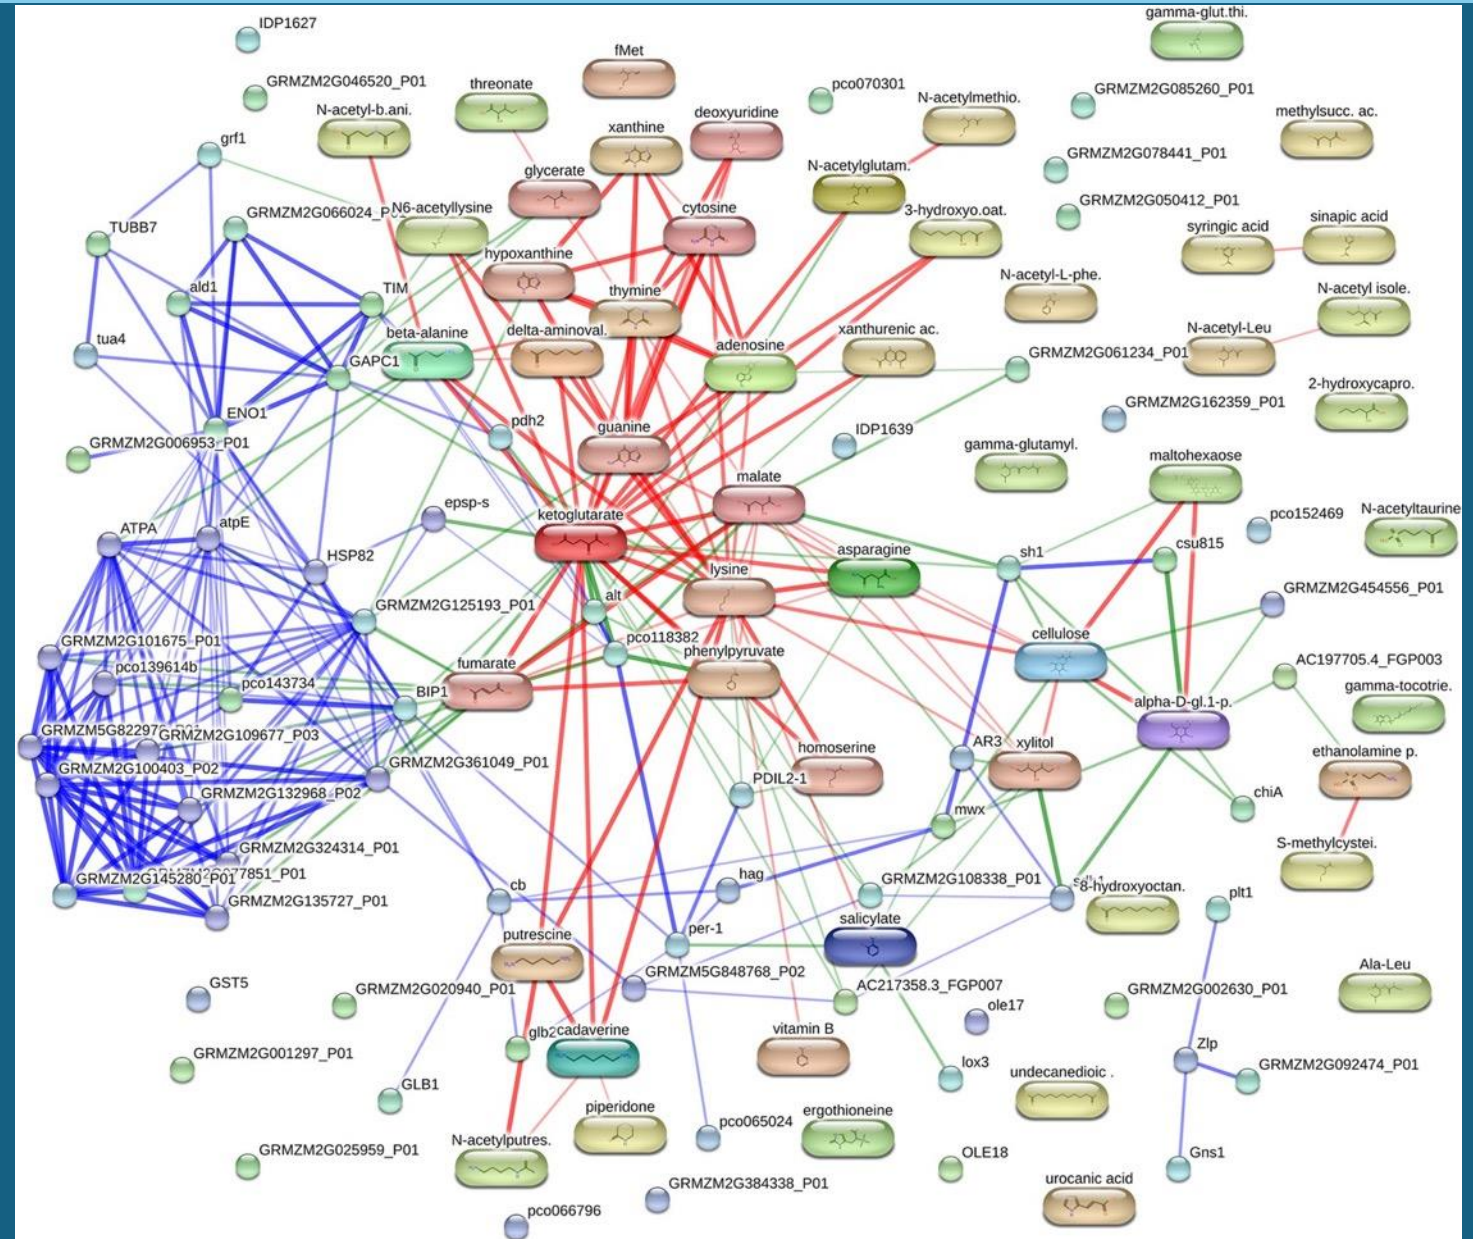 IDP1627
gamma-glut.thi.
fMet
GRMZM2G046520_P01
threonate
pco070301
GRMZM2G085260_P01
N-acetylmethio.
N-acetyl-b.ani.
deoxyuridine
methylsucc. ac.
xanthine
grf1
GRMZM2G078441_P01
N-acetylglutam.
glycerate
GRMZM2G050412_P01
GRMZM2G066024_P
N6-acetyllysine
cytosine
3-hydroxyo.oat.
sinapic acid
syringic acid
TUBB7
hypoxanthine
N-acetyl-L-phe.
ald1
TIM
thymine
N-acetyl isole.
tua4
beta-alanine
delta-aminoval.
xanthurenic ac.
N-acetyl-Leu
adenosine
GRMZM2G061234_P01
GAPC1
2-hydroxycapro.
GRMZM2G162359_P01
ENO1
pdh2
guanine
IDP1639
GRMZM2G006953_P01
gamma-glutamyl.
maltohexaose
malate
epsp-s
ketoglutarate
pco152469
N-acetyltaurine
ATPA
atpE
csu815
HSP82
asparagine
sh1
lysine
GRMZM2G454556_P01
alt
GRMZM2G125193_P01
cellulose
GRMZM2G101675_P01
pco118382
phenylpyruvate
AC197705.4_FGP003
pco139614b
fumarate
pco143734
BIP1
gamma-tocotrie.
alpha-D-gl.1-p.
GRMZM5G82297
GRMZM2G109677_P03
AR3
xylitol
homoserine
ethanolamine p.
GRMZM2G100403_P02
GRMZM2G361049_P01
PDIL2-1
GRMZM2G132968_P02
chiA
mwx
GRMZM2G324314_P01
S-methylcystei.
77851_P01
GRMZM2G145280_P01
hag
GRMZM2G108338_P01
8-hydroxyoctan.
cb
plt1
GRMZM2G135727_P01
salicylate
putrescine
per-1
GRMZM5G848768_P02
Ala-Leu
GST5
GRMZM2G020940_P01
AC217358.3_FGP007
GRMZM2G002630_P01
ole17
glb2
cadaverine
vitamin B
GRMZM2G001297_P01
Zlp
lox3
GRMZM2G092474_P01
undecanedioic .
GLB1
piperidone
ergothioneine
pco065024
N-acetylputres.
GRMZM2G025959_P01
OLE18
Gns1
GRMZM2G384338_P01
urocanic acid
pco066796